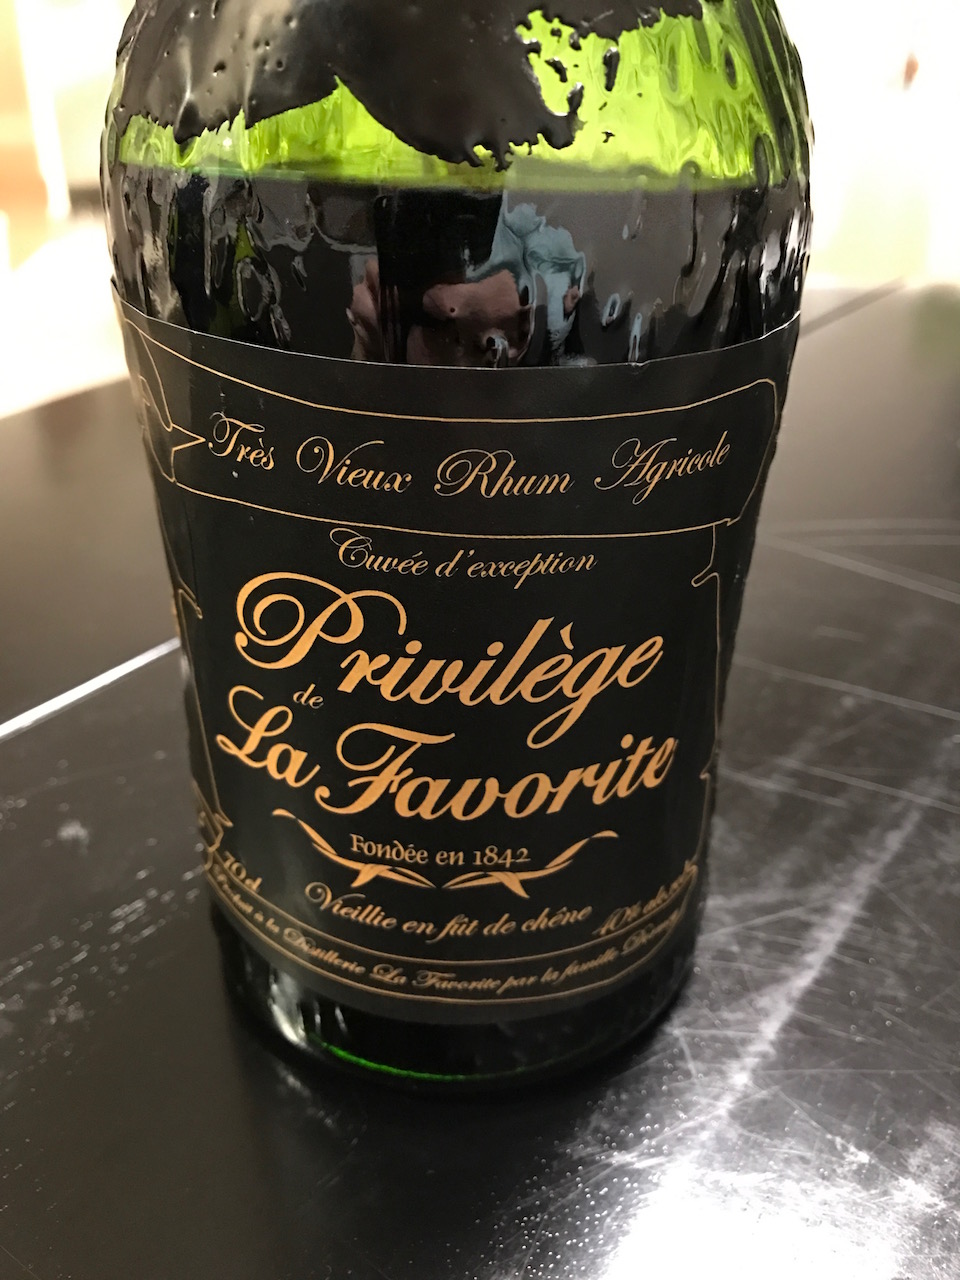 Très Vieux Rhum Agricole
Cuvée d'exception
Privilège
de
La Favorite
Fondée en 1842
70cl Vieillie en fût de chêne 40% alc.vol.
Produit à la Distillerie La Favorite par la famille